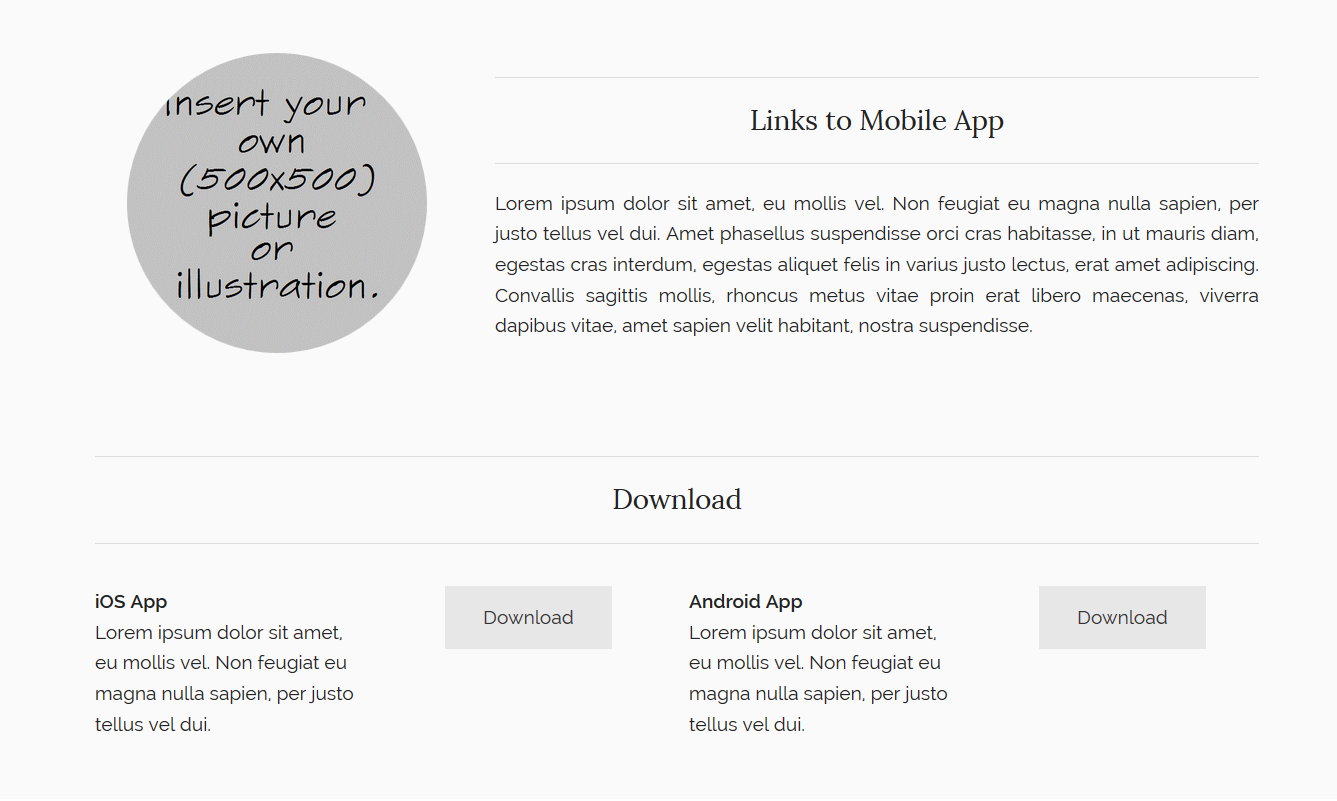 insert your
own
(500x500)
picture
or
illustration.
Links to Mobile App
Lorem ipsum dolor sit amet, eu mollis vel. Non feugiat eu magna nulla sapien, per
justo tellus vel dui. Amet phasellus suspendisse orci cras habitasse, in ut mauris diam,
egestas cras interdum, egestas aliquet felis in varius justo lectus, erat amet adipiscing.
Convallis sagittis mollis, rhoncus metus vitae proin erat libero maecenas, viverra
dapibus vitae, amet sapien velit habitant, nostra suspendisse.
Download
iOS App
Lorem ipsum dolor sit amet,
eu mollis vel. Non feugiat eu
magna nulla sapien, per justo
tellus vel dui.
Download
Android App
Lorem ipsum dolor sit amet,
eu mollis vel. Non feugiat eu
magna nulla sapien, per justo
tellus vel dui.
Download